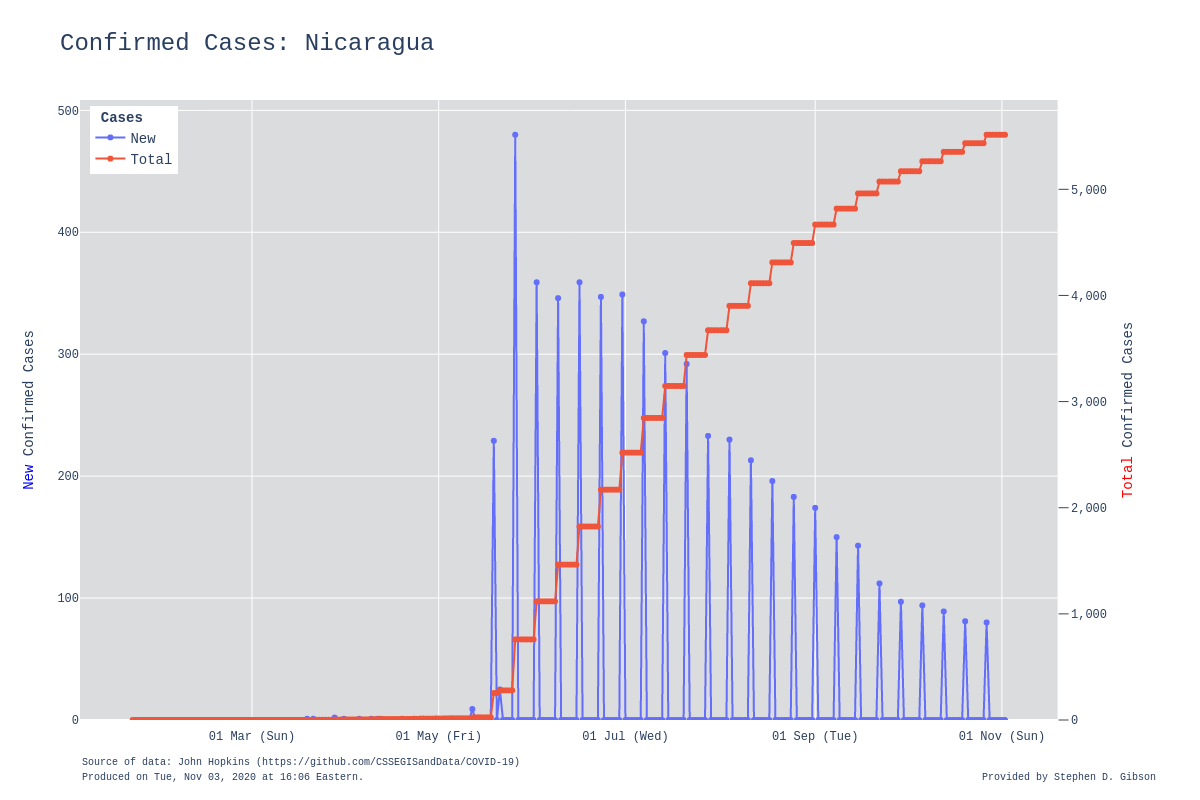 Confirmed Cases: Nicaragua
Cases
New
Total
500
400
300
200
100
0
5,000
4,000
3,000
2,000
1,000
0
New Confirmed Cases
Total Confirmed Cases
01 Mar (Sun)
01 May (Fri)
01 Jul (Wed)
01 Sep (Tue)
01 Nov (Sun)
Source of data: John Hopkins (https://github.com/CSSEGISandData/COVID-19)
Produced on Tue, Nov 03, 2020 at 16:06 Eastern.
Provided by Stephen D. Gibson